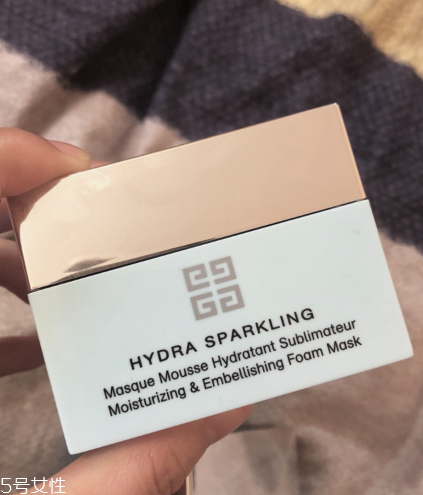 HYDRA SPARKLING
Masque Mousse Hydratant Sublimateur
Moisturizing & Embellishing Foam Mask
5号女性